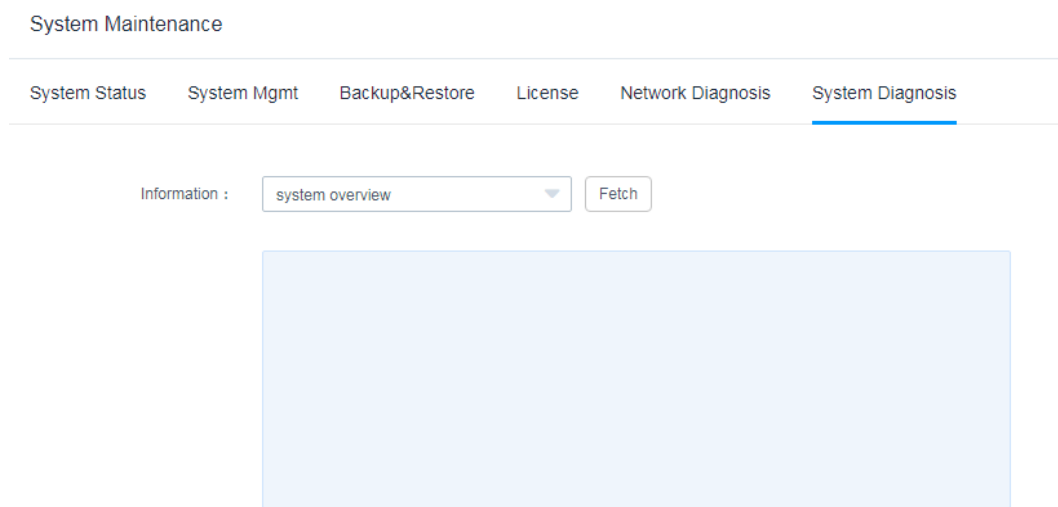 System Maintenance
System Status System Mgmt Backup&Restore License Network Diagnosis System Diagnosis
Information : system overview Fetch